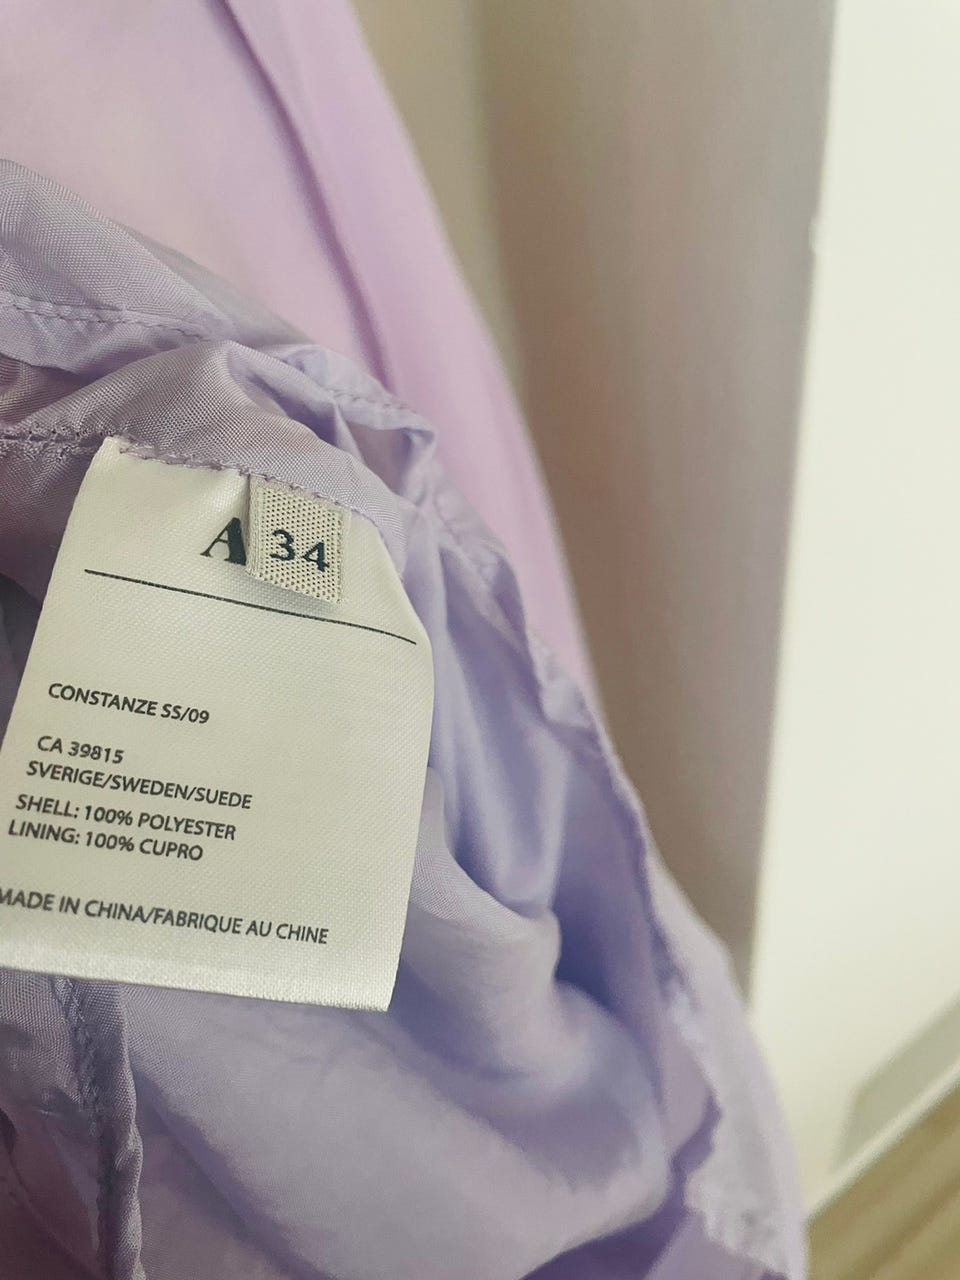 A
34
CONSTANZE SS/09
CA 39815
SVERIGE/SWEDEN/SUEDE
SHELL: 100% POLYESTER
LINING: 100% CUPRO
MADE IN CHINA/FABRIQUE AU CHINE